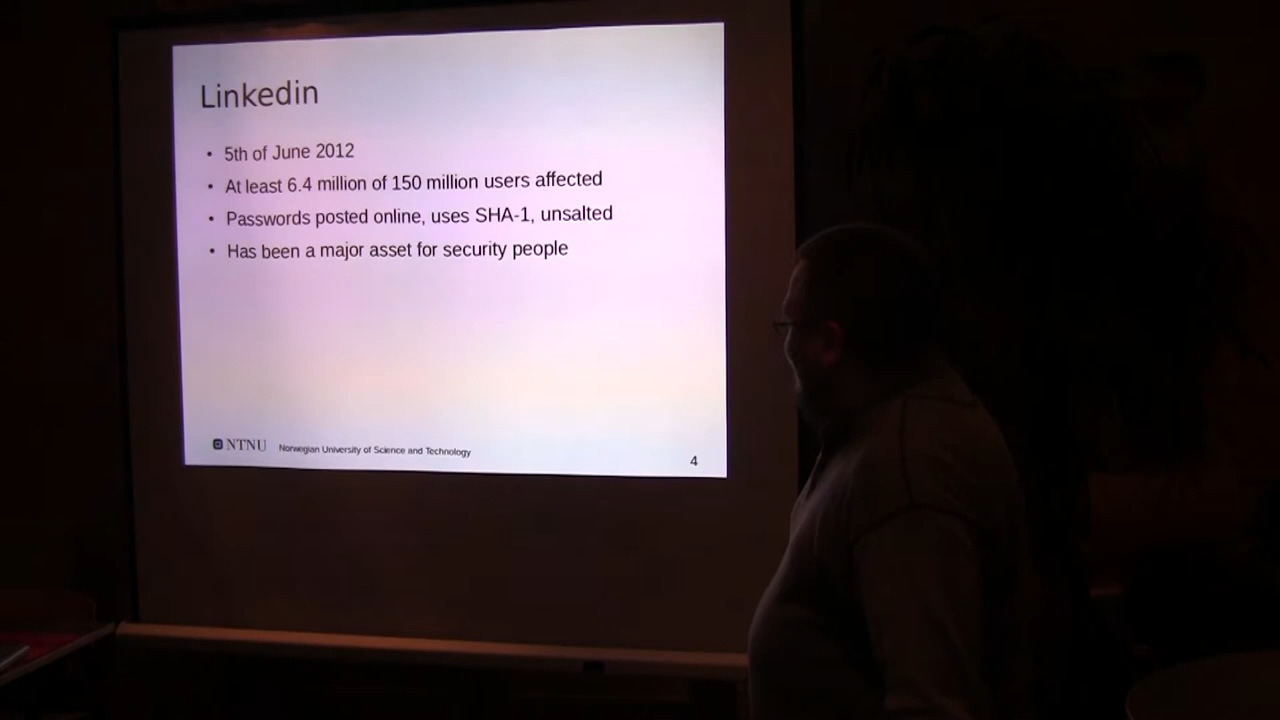 Linkedin
• 5th of June 2012
• At least 6.4 million of 150 million users affected
• Passwords posted online, uses SHA-1, unsalted
• Has been a major asset for security people
NTNU Norwegian University of Science and Technology
4